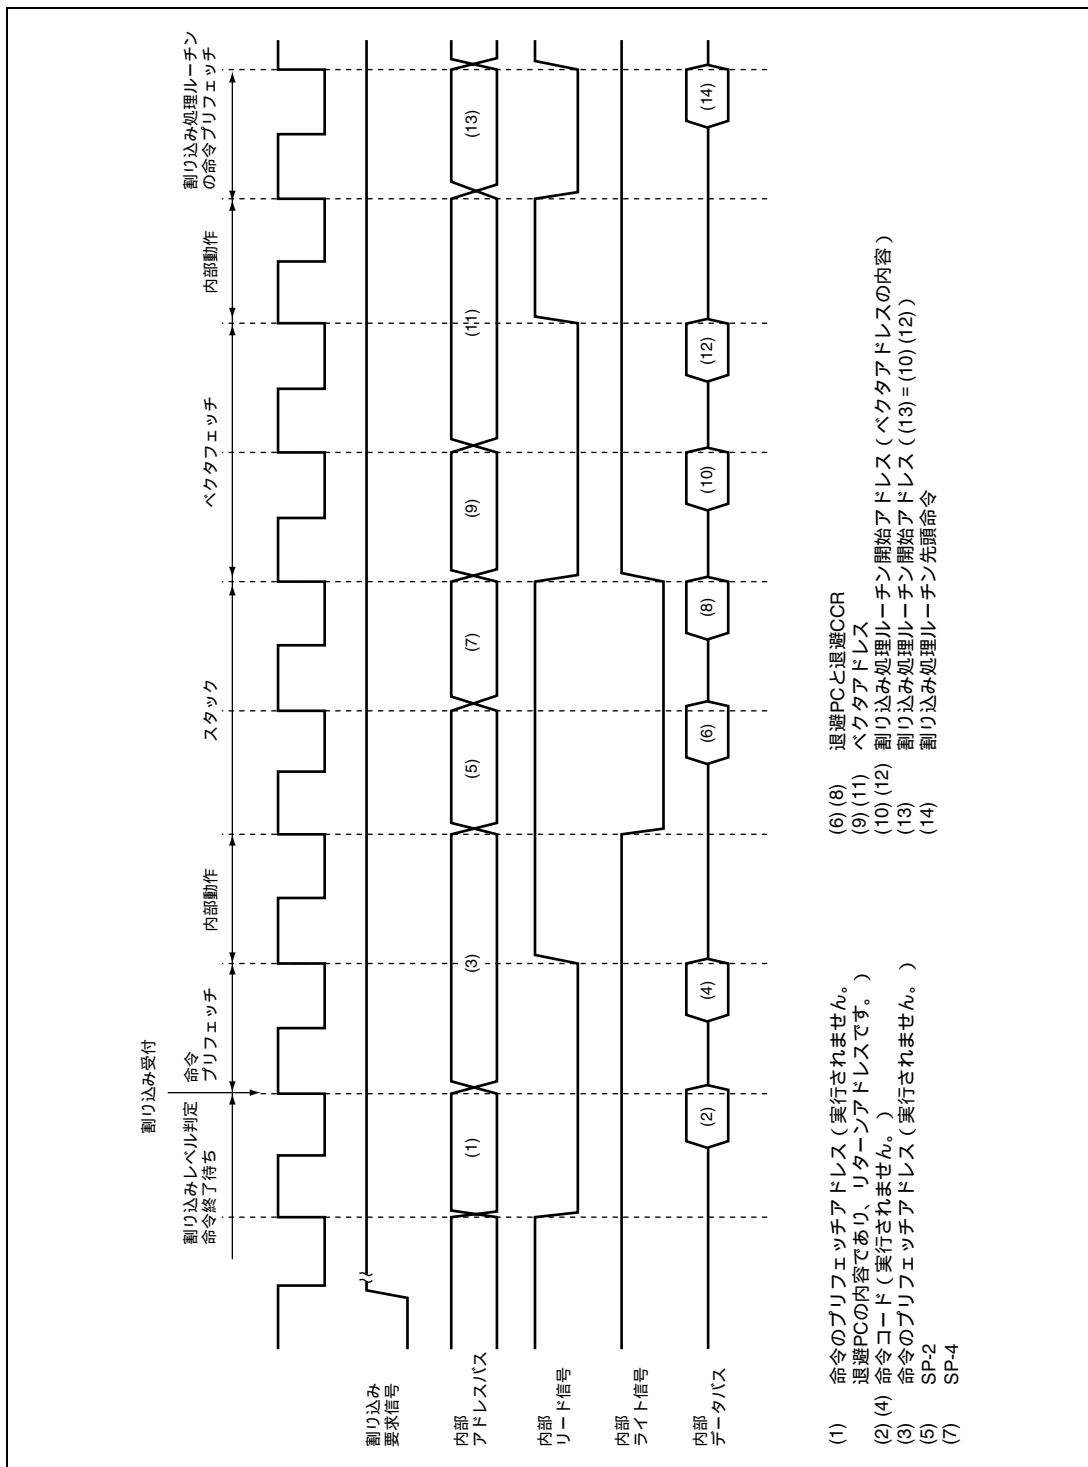 割り込み受付
割り込みレベル判定
命令終了待ち
命令
プリフェッチ
内部動作
スタック
ベクタフェッチ
内部動作
割り込み処理ルーチン
の命令プリフェッチ
割り込み
要求信号
内部
アドレスバス
(1)
(3)
(5)
(7)
(9)
(11)
(13)
内部
リード信号
内部
ライト信号
内部
データバス
(2)
(4)
(6)
(8)
(10)
(12)
(14)
(1) 命令のプリフェッチアドレス(実行されません。
退避PCの内容であり、リターンアドレスです。)
(2) (4) 命令コード(実行されません。)
(3) 命令のプリフェッチアドレス(実行されません。)
(5) SP-2
(7) SP-4
(6) (8) 退避PCと退避CCR
(9) (11) ベクタアドレス
(10) (12) 割り込み処理ルーチン開始アドレス(ベクタアドレスの内容)
(13) 割り込み処理ルーチン開始アドレス((13) = (10) (12))
(14) 割り込み処理ルーチン先頭命令